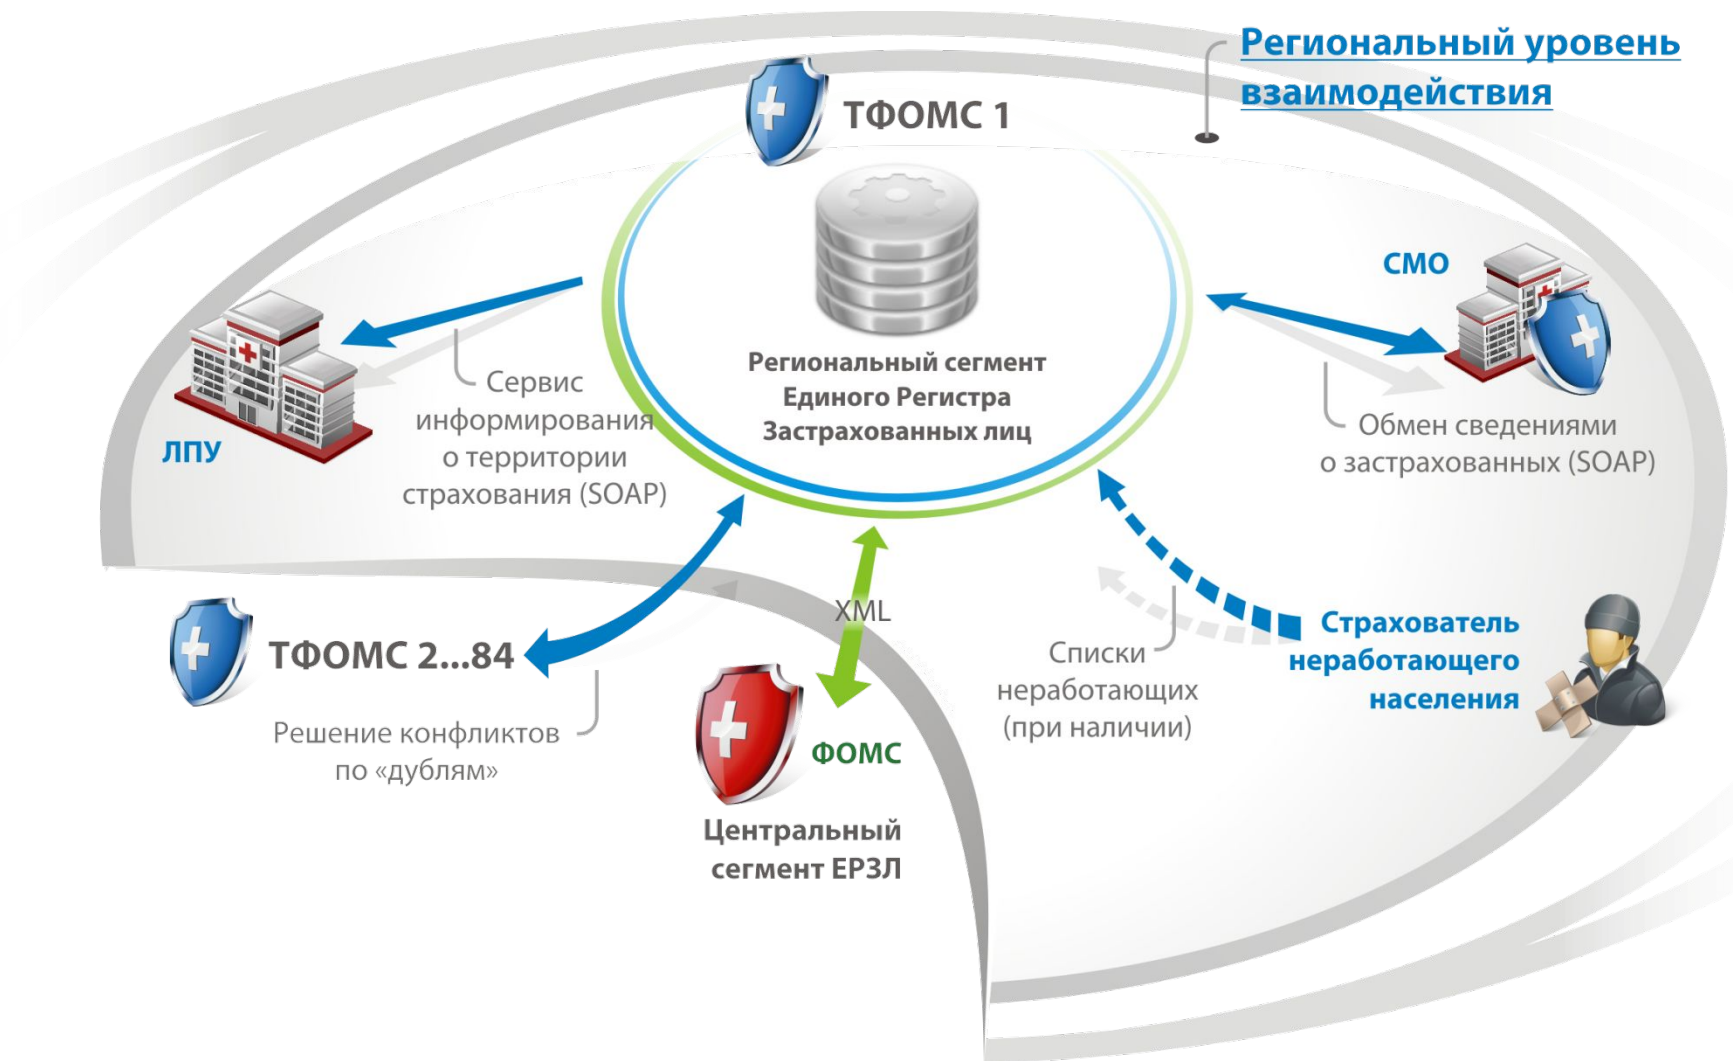 Региональный уровень
взаимодействия
ТФОМС 1
СМО
Региональный сегмент
Единого Регистра
Застрахованных лиц
Сервис
информирования
о территории
страхования (SOAP)
ЛПУ
Обмен сведениями
о застрахованных (SOAP)
XML
ТФОМС 2...84
Решение конфликтов
по «дублям»
ФОМС
Центральный
сегмент ЕРЗЛ
Списки
неработающих
(при наличии)
Страхователь
неработающего
населения